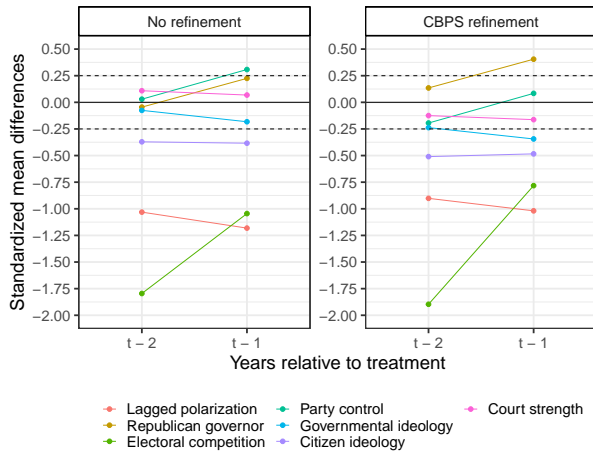 No refinement
CBPS refinement
Standardized mean differences
0.50
0.25
0.00
−0.25
−0.50
−0.75
−1.00
−1.25
−1.50
−1.75
−2.00
0.50
0.25
0.00
−0.25
−0.50
−0.75
−1.00
−1.25
−1.50
−1.75
−2.00
t − 2
t − 1
t − 2
t − 1
Years relative to treatment
Lagged polarization
Republican governor
Electoral competition
Party control
Governmental ideology
Citizen ideology
Court strength